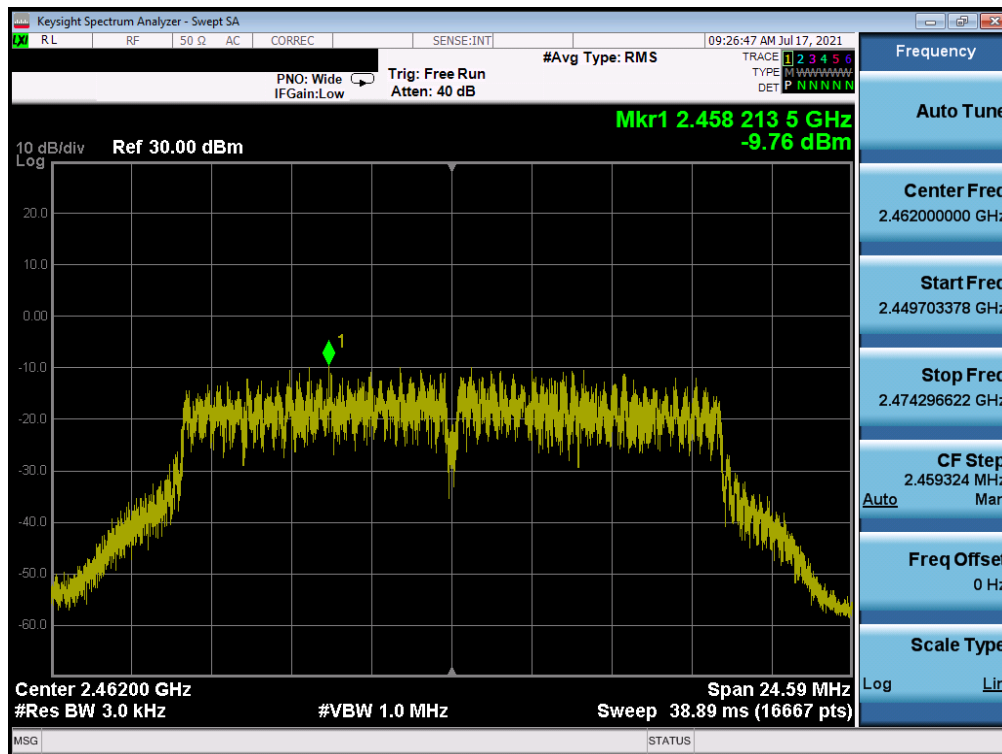 Keysight Spectrum Analyzer - Swept SA
LXI RL RF 50 Ω AC CORREC SENSE:INT 09:26:47 AM Jul 17, 2021
#Avg Type: RMS
TRACE 1 2 3 4 5 6
TYPE M WWWWW
DET P N N N N N
PNO: Wide
IFGain:Low
Trig: Free Run
Atten: 40 dB
Mkr1 2.458 213 5 GHz
-9.76 dBm
10 dB/div
Log
Ref 30.00 dBm
20.0
10.0
0.00
-10.0
-20.0
-30.0
-40.0
-50.0
-60.0
1
Center 2.46200 GHz
#Res BW 3.0 kHz
#VBW 1.0 MHz
Span 24.59 MHz
Sweep 38.89 ms (16667 pts)
MSG
STATUS
Frequency
Auto Tune
Center Freq
2.462000000 GHz
Start Freq
2.449703378 GHz
Stop Freq
2.474296622 GHz
CF Step
2.459324 MHz
Auto Man
Freq Offset
0 Hz
Scale Type
Log Lin